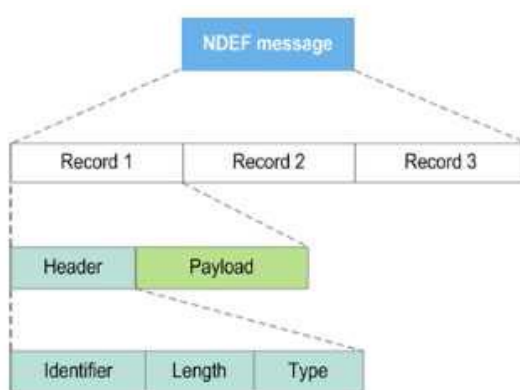 NDEF message
Record 1 Record 2 Record 3
Header Payload
Identifier Length Type